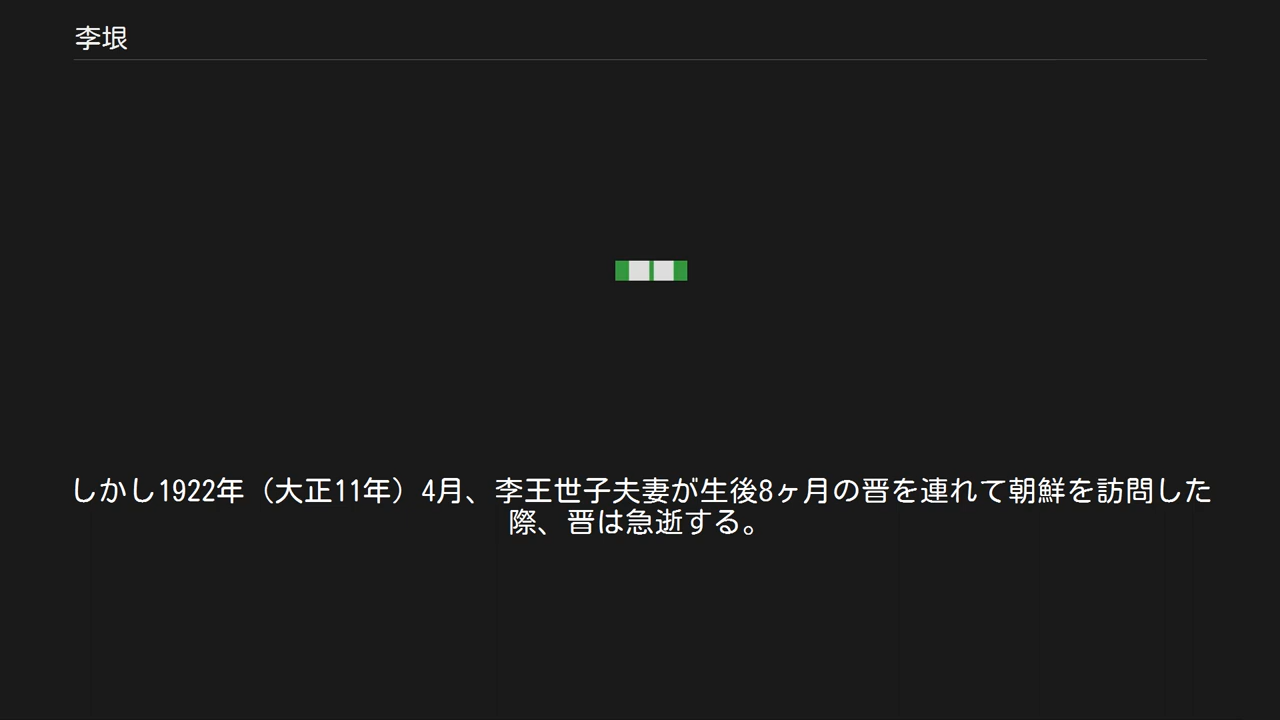 李垠
しかし1922年（大正11年）4月、李王世子夫妻が生後8ヶ月の晋を連れて朝鮮を訪問した
際、晋は急逝する。